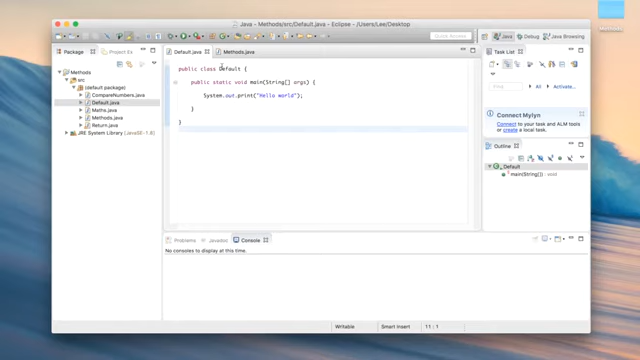 Java - Methods/src/Default.java - Eclipse - /Users/Lee/Desktop
Quick Access
Java
Debug
Java Browsing
Package
Project Ex
Default.java
Methods.java
Task List
Methods
src
(default package)
CompareNumbers.java
Default.java
Maths.java
Methods.java
Return.java
JRE System Library [JavaSE-1.8]
public class Default {
public static void main(String[] args) {
System.out.print("Hello world");
}
}
Find
All
Activate...
Connect Mylyn
Connect to your task and ALM tools
or create a local task.
Outline
Default
main(String[]) : void
Problems
Javadoc
Console
No consoles to display at this time.
Writable
Smart Insert
11 : 1